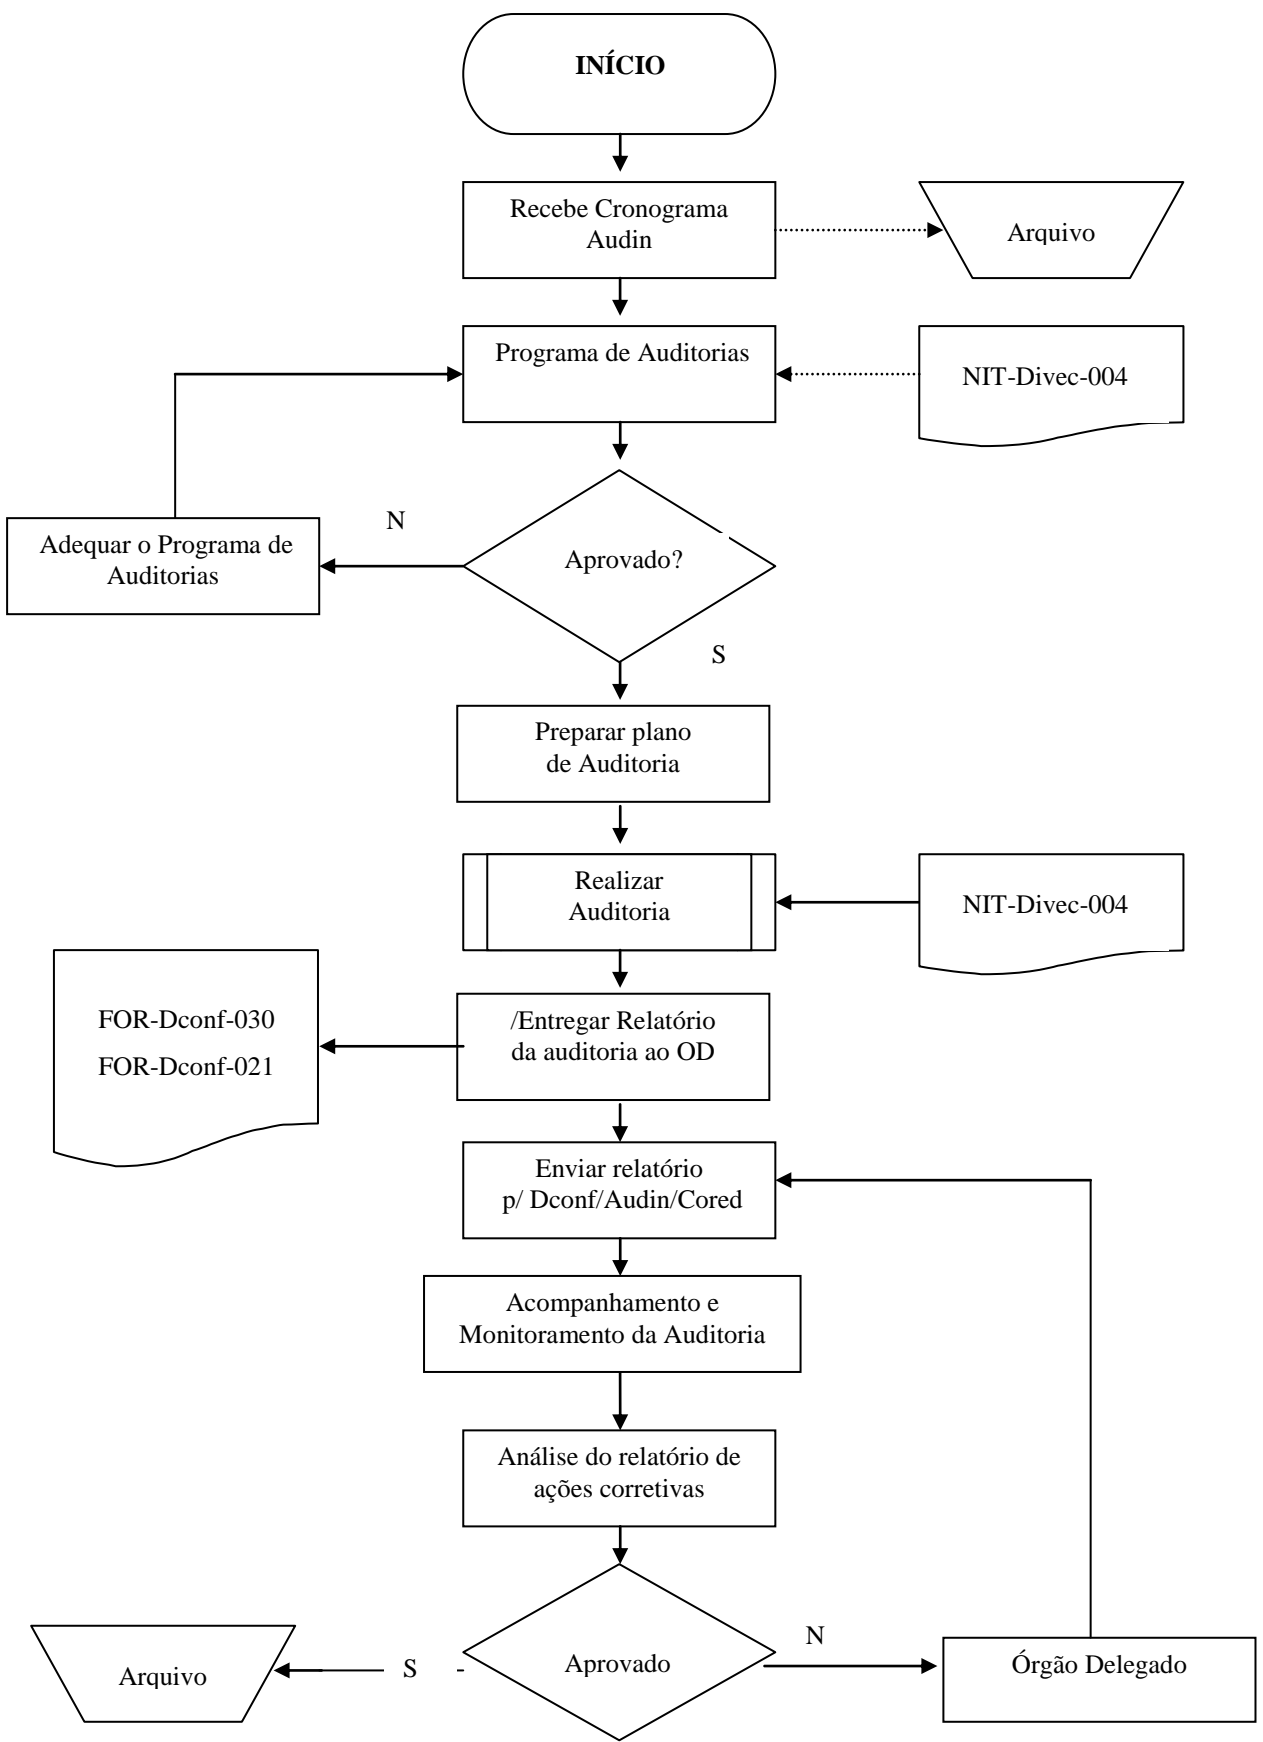 INÍCIO
Recebe Cronograma
Audin
Arquivo
Programa de Auditorias
NIT-Divec-004
N
Adequar o Programa de
Auditorias
Aprovado?
S
Preparar plano
de Auditoria
Realizar
Auditoria
NIT-Divec-004
FOR-Dconf-030
FOR-Dconf-021
/Entregar Relatório
da auditoria ao OD
Enviar relatório
p/ Dconf/Audin/Cored
Acompanhamento e
Monitoramento da Auditoria
Análise do relatório de
ações corretivas
Arquivo
S
Aprovado
N
Órgão Delegado